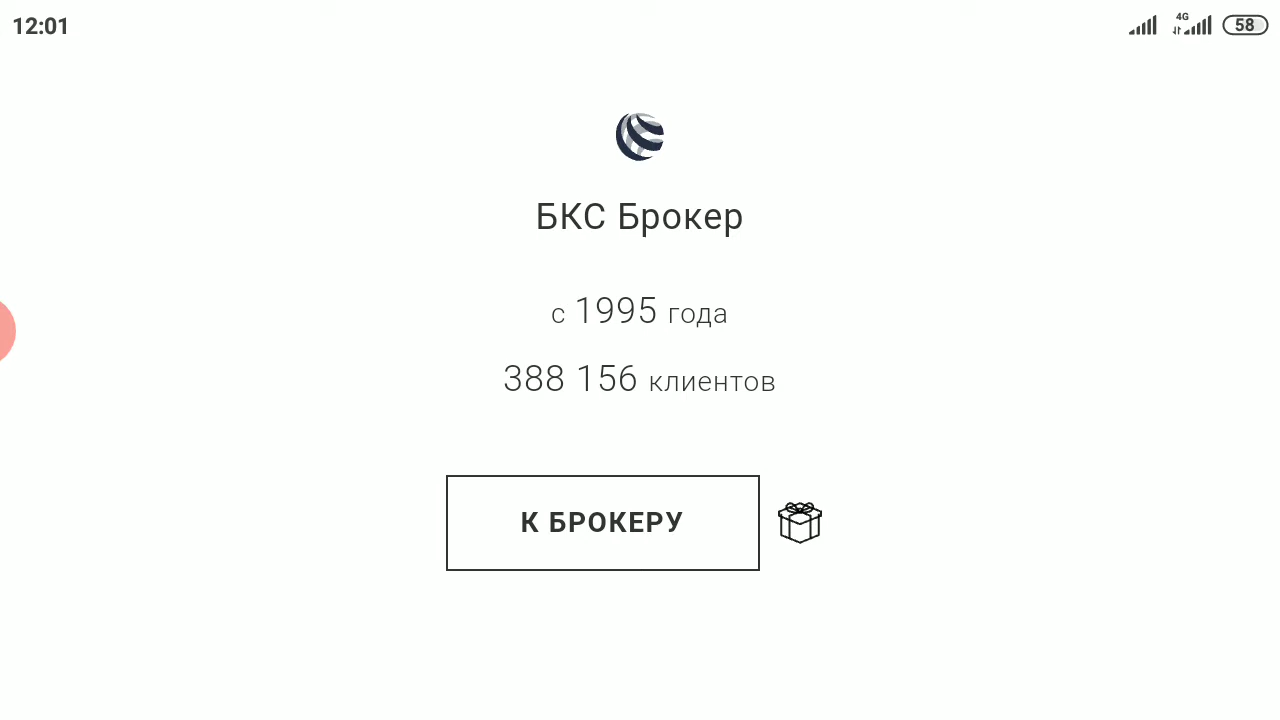 12:01
4G
58
БКС Брокер
с 1995 года
388 156 клиентов
К БРОКЕРУ